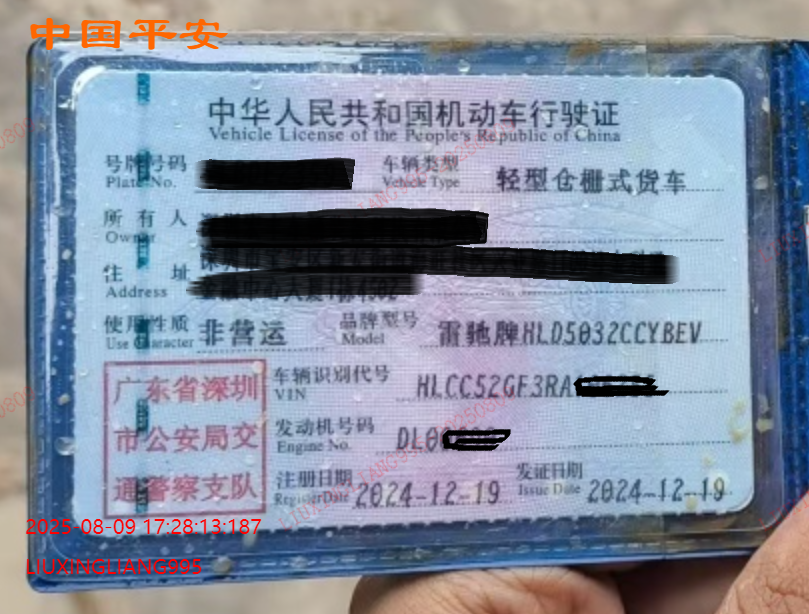 中国平安
中华人民共和国机动车行驶证
Vehicle License of the People's Republic of China
号牌号码
Plate No.
车辆类型 轻型仓栅式货车
Vehicle Type
所有人
Owner
住址
Address
使用性质 非营运 品牌型号 雷驰牌HLD5032CCYBEV
Use Character Model
广东省深圳
市公安局交
通警察支队
车辆识别代号 HLCC52GF3RA
VIN
发动机号码 DL0
Engine No.
注册日期 2024-12-19 发证日期 2024-12-19
Register Date Issue Date
2025-08-09 17:28:13:187
LIUXINGLIANG995